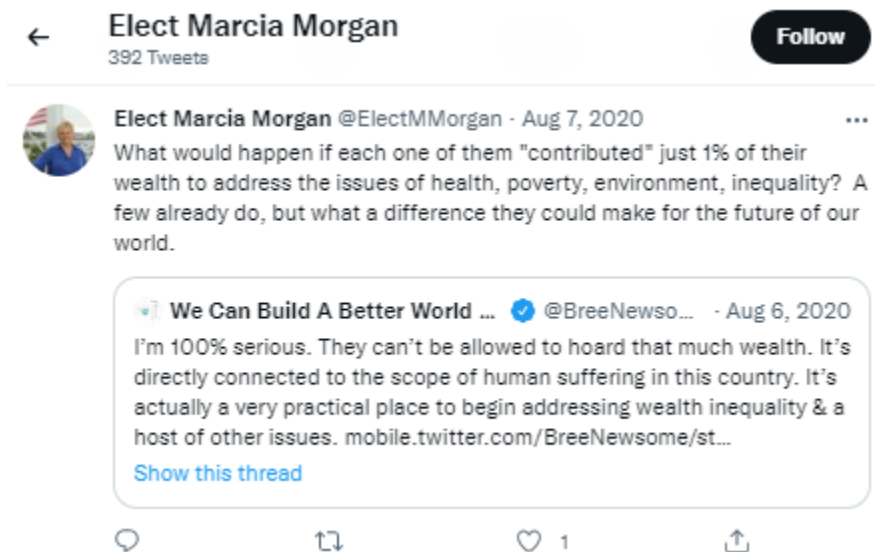 Elect Marcia Morgan
392 Tweets
Follow
Elect Marcia Morgan @ElectMMorgan · Aug 7, 2020
What would happen if each one of them "contributed" just 1% of their
wealth to address the issues of health, poverty, environment, inequality?  A
few already do, but what a difference they could make for the future of our
world.
We Can Build A Better World ... @BreeNewso... · Aug 6, 2020
I'm 100% serious. They can't be allowed to hoard that much wealth. It's
directly connected to the scope of human suffering in this country. It's
actually a very practical place to begin addressing wealth inequality & a
host of other issues. mobile.twitter.com/BreeNewsome/st...
Show this thread
1